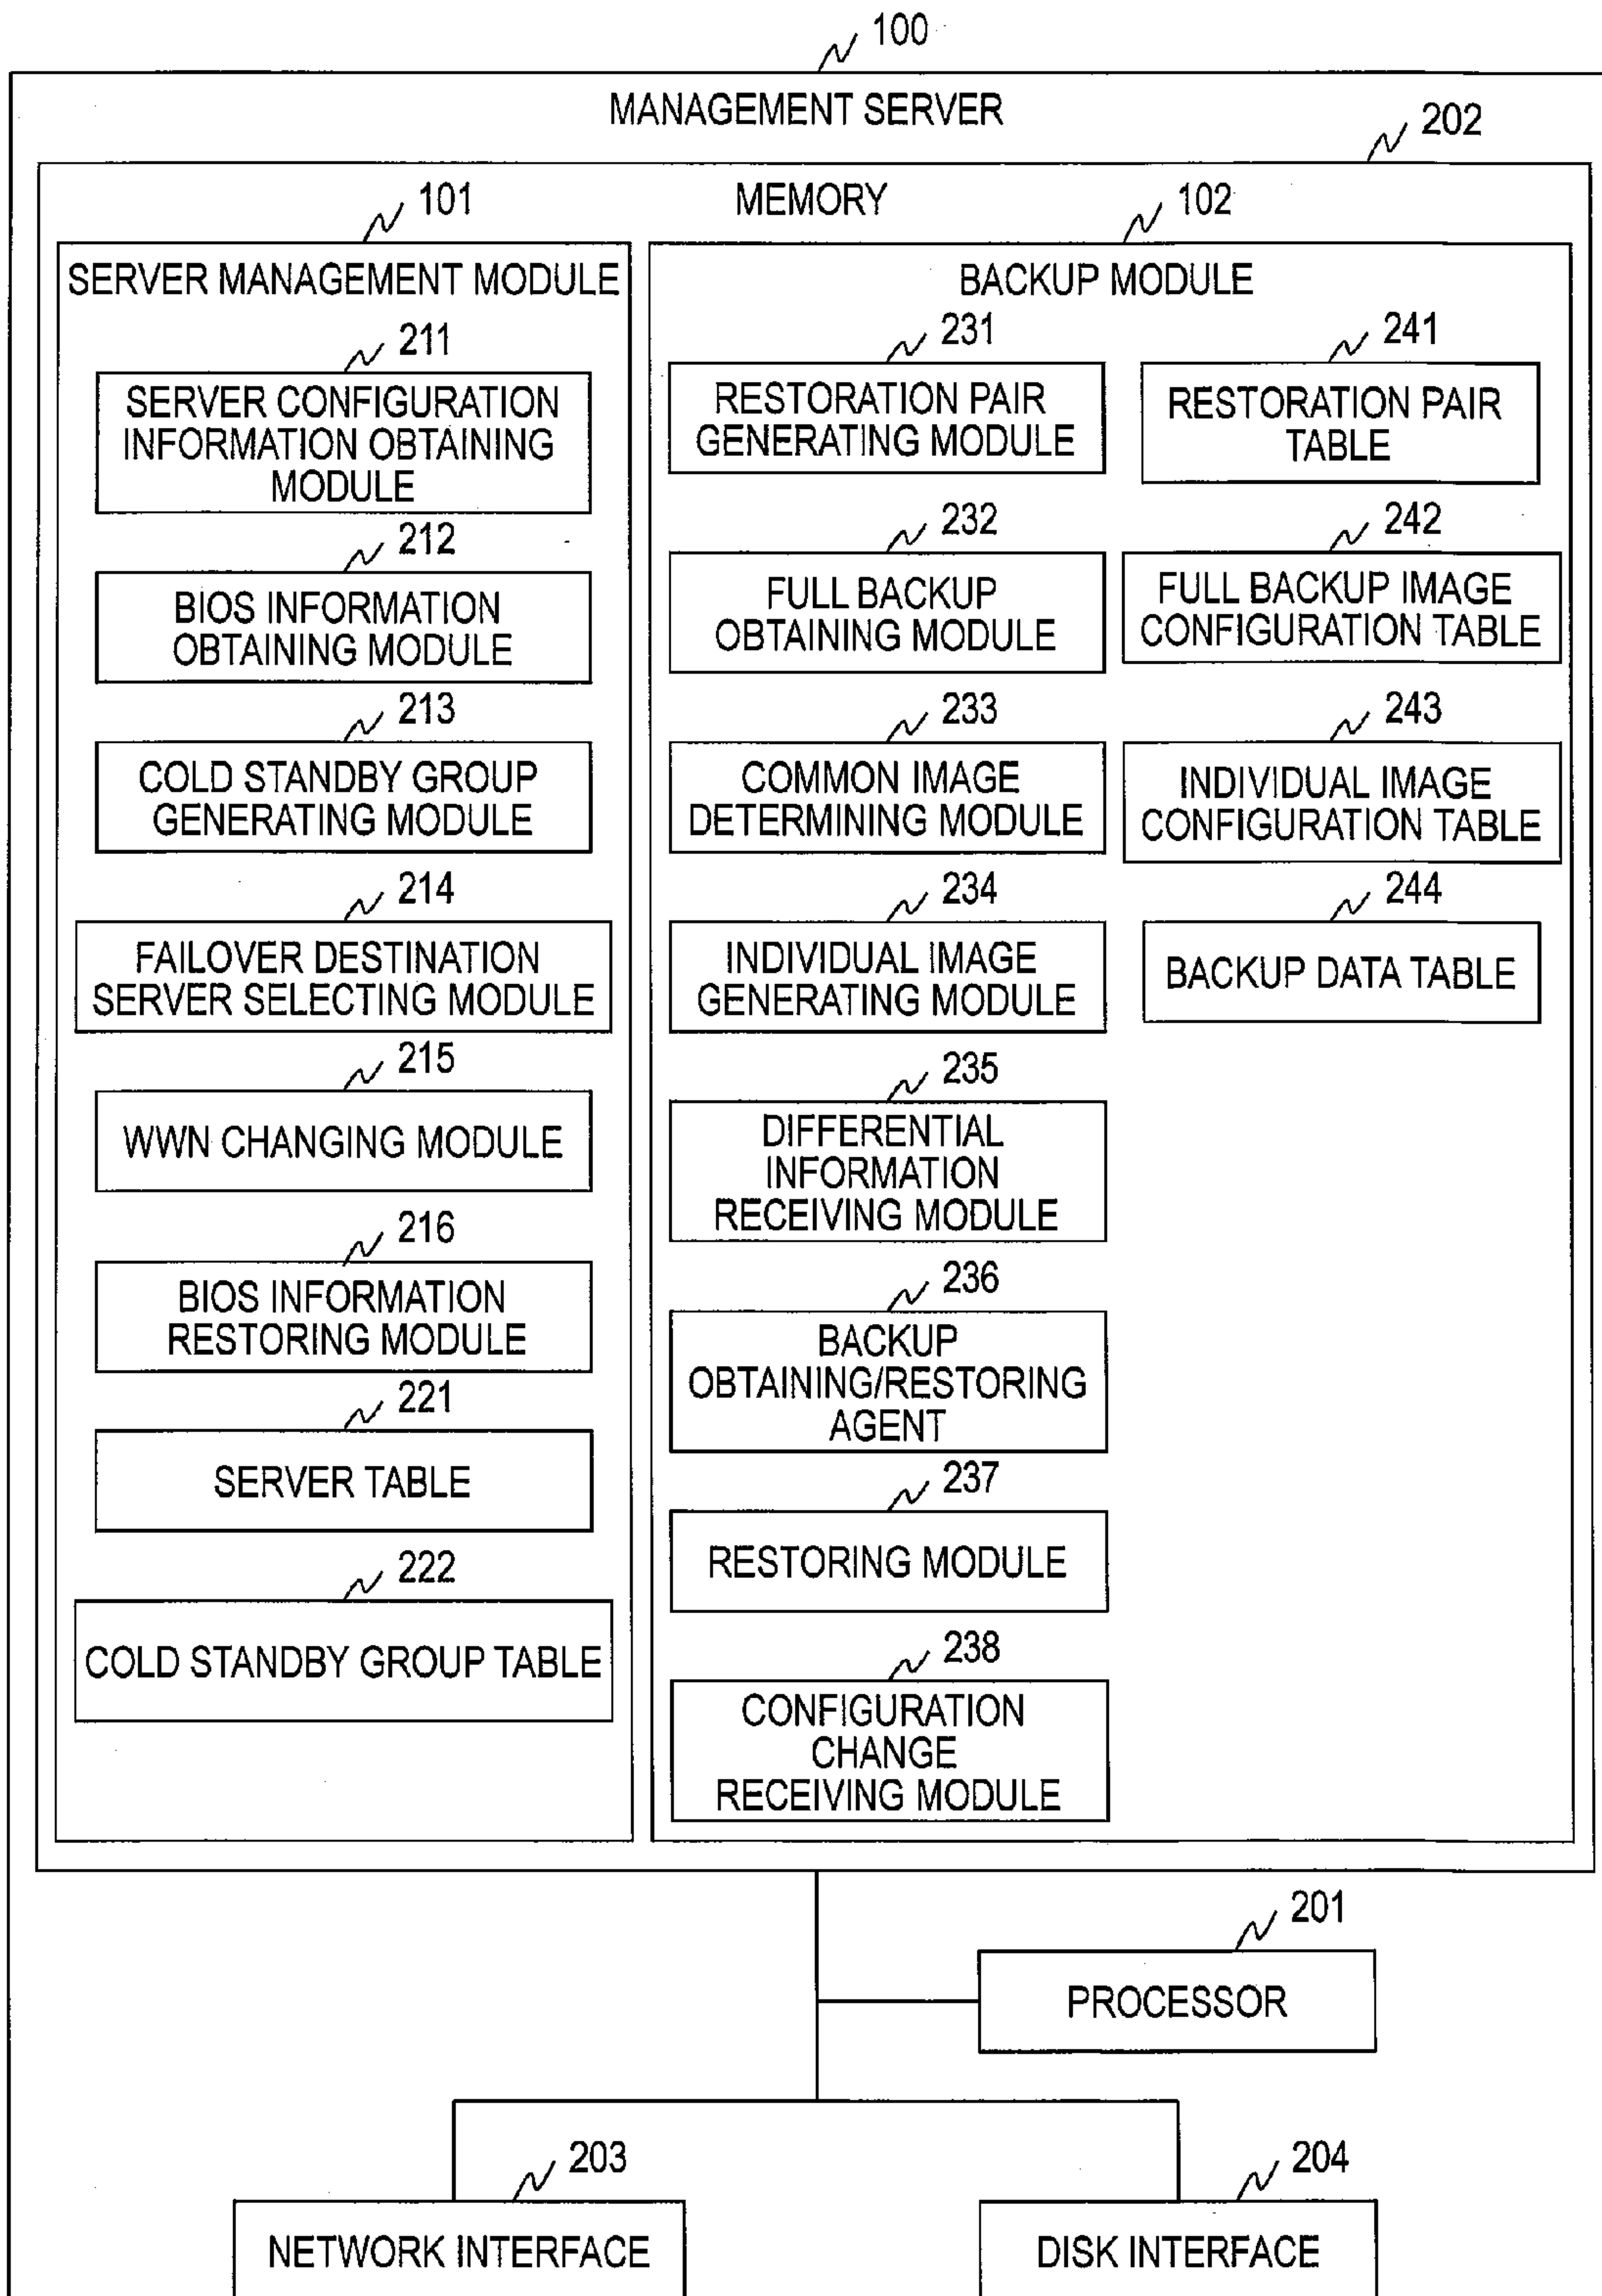 100
MANAGEMENT SERVER
202
MEMORY
101
SERVER MANAGEMENT MODULE
211
SERVER CONFIGURATION
INFORMATION OBTAINING
MODULE
212
BIOS INFORMATION
OBTAINING MODULE
213
COLD STANDBY GROUP
GENERATING MODULE
214
FAILOVER DESTINATION
SERVER SELECTING MODULE
215
WWN CHANGING MODULE
216
BIOS INFORMATION
RESTORING MODULE
221
SERVER TABLE
222
COLD STANDBY GROUP TABLE
102
BACKUP MODULE
231
RESTORATION PAIR
GENERATING MODULE
232
FULL BACKUP
OBTAINING MODULE
233
COMMON IMAGE
DETERMINING MODULE
234
INDIVIDUAL IMAGE
GENERATING MODULE
235
DIFFERENTIAL
INFORMATION
RECEIVING MODULE
236
BACKUP
OBTAINING/RESTORING
AGENT
237
RESTORING MODULE
238
CONFIGURATION
CHANGE
RECEIVING MODULE
241
RESTORATION PAIR
TABLE
242
FULL BACKUP IMAGE
CONFIGURATION TABLE
243
INDIVIDUAL IMAGE
CONFIGURATION TABLE
244
BACKUP DATA TABLE
201
PROCESSOR
203
NETWORK INTERFACE
204
DISK INTERFACE